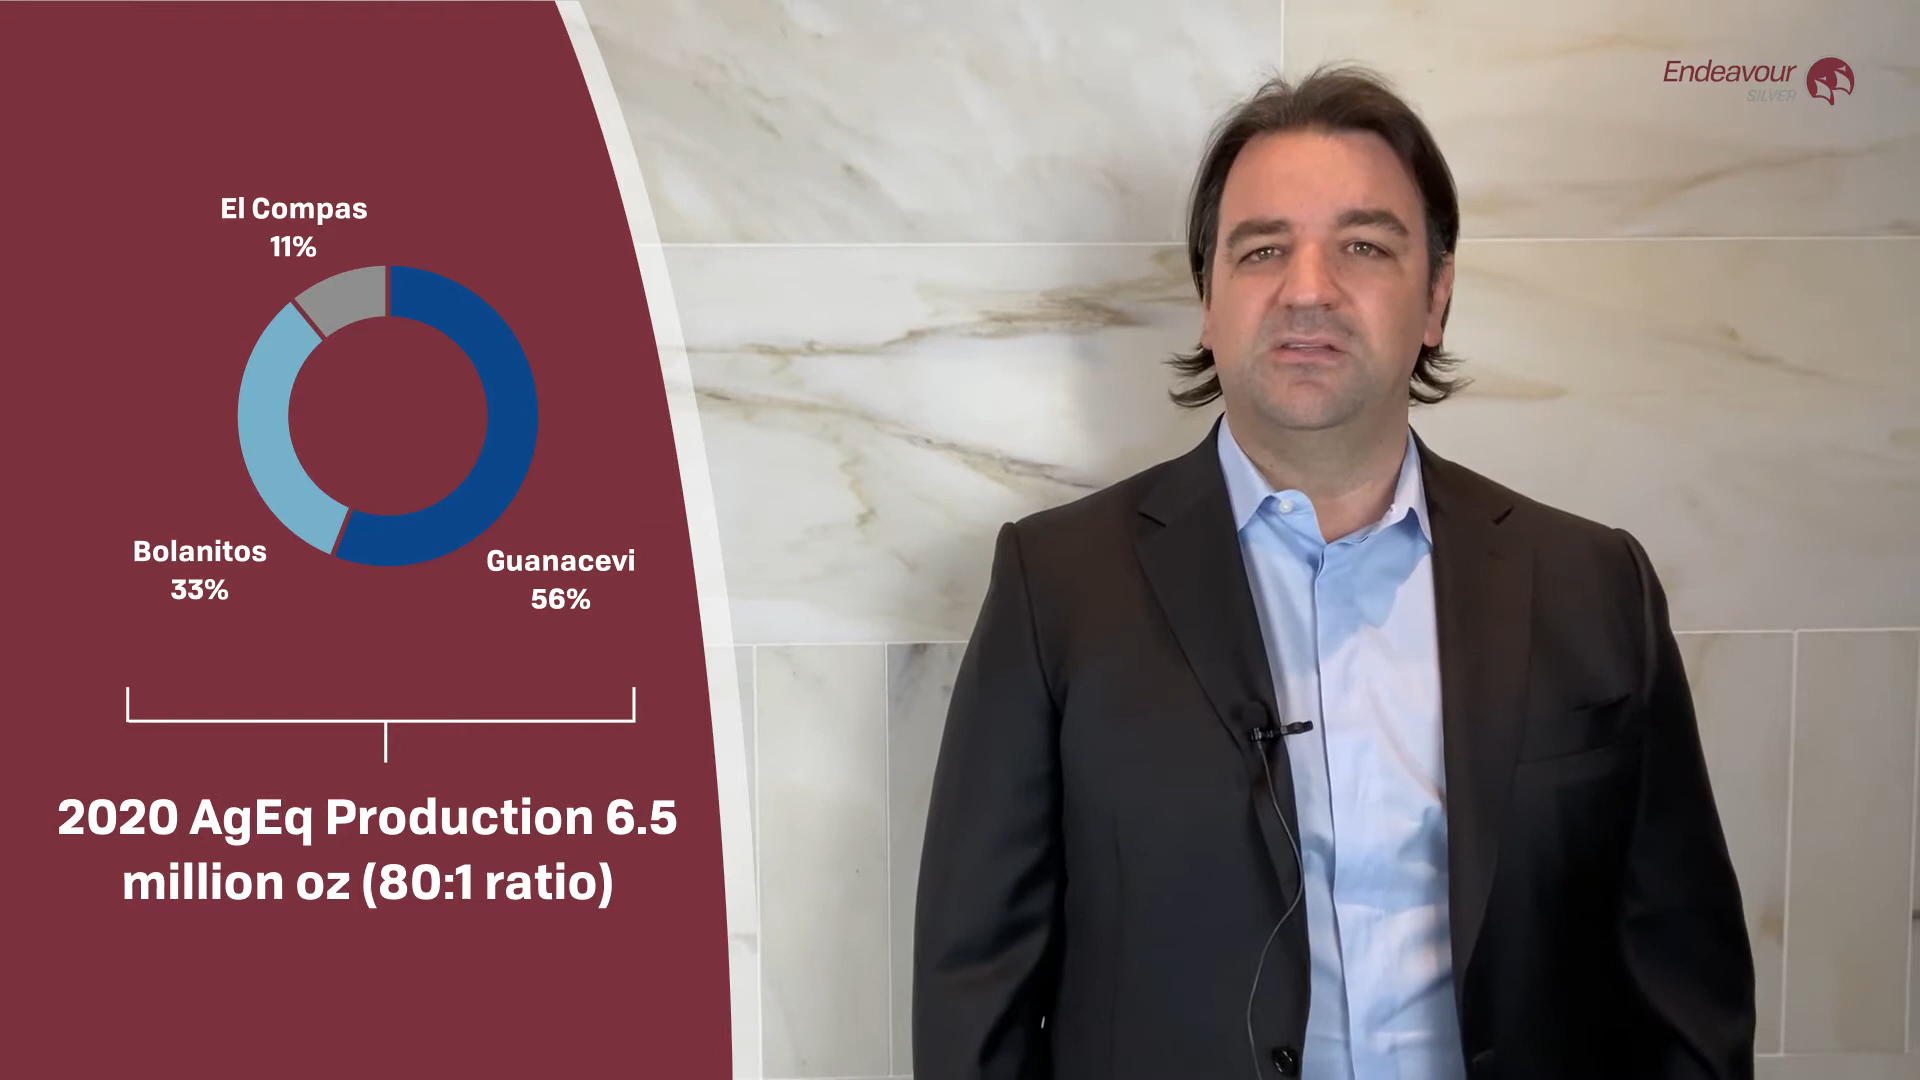 Endeavour
SILVER
El Compas
11%
Bolanitos
33%
Guanacevi
56%
2020 AgEq Production 6.5
million oz (80:1 ratio)